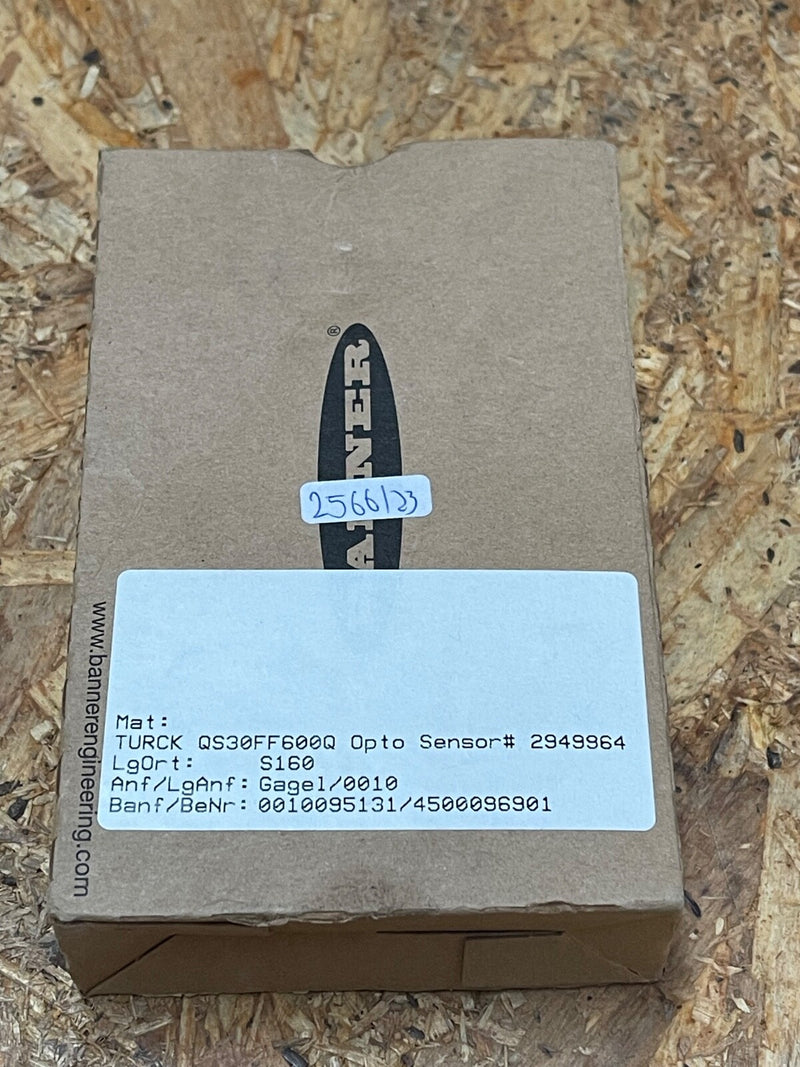 ®
BANNER
2566/23
www.bannerengineering.com
Mat:
TURCK QS30FF600Q Opto Sensor# 2949964
LgOrt: S160
Anf/LgAnf: Gagel/0010
Banf/BeNr: 0010095131/4500096901